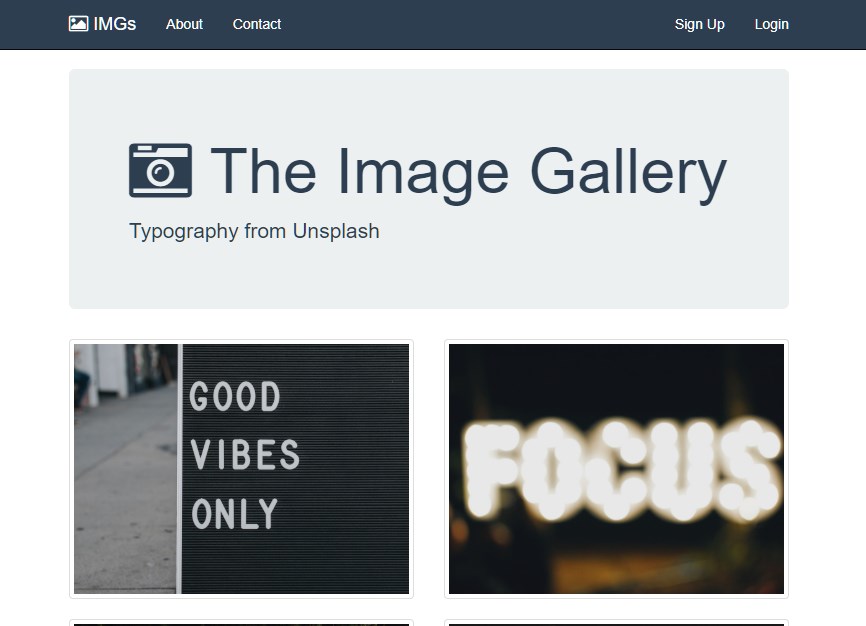 IMGs About Contact Sign Up Login
The Image Gallery
Typography from Unsplash
GOOD
VIBES
ONLY
FOCUS